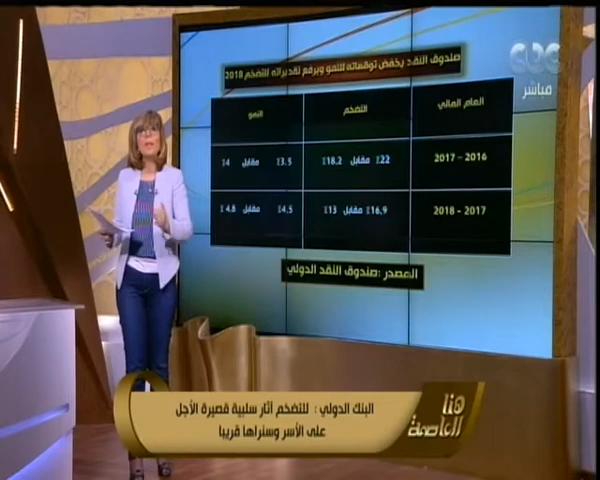 cbc
مباشر
صندوق النقد يخفض توقعاته للنمو ويرفع تقديراته للتضخم 2018
العام المالي التضخم النمو
2016 - 2017 22٪ مقابل 18.2٪ 3.5٪ مقابل 4٪
2017 - 2018 16.9٪ مقابل 13٪ 4.5٪ مقابل 4.8 ٪
المصدر :صندوق النقد الدولي
البنك الدولي : للتضخم آثار سلبية قصيرة الأجل
على الأسر وسنراها قريبا
هنا
العاصمة